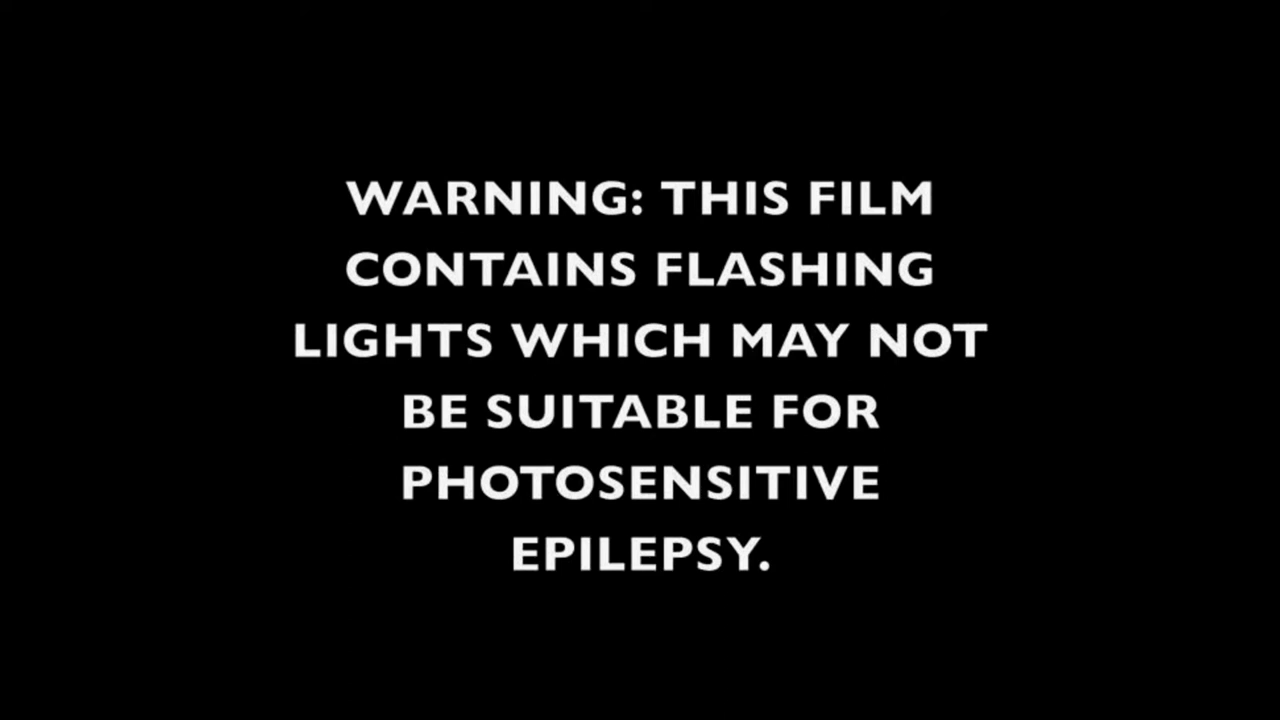 WARNING: THIS FILM
CONTAINS FLASHING
LIGHTS WHICH MAY NOT
BE SUITABLE FOR
PHOTOSENSITIVE
EPILEPSY.